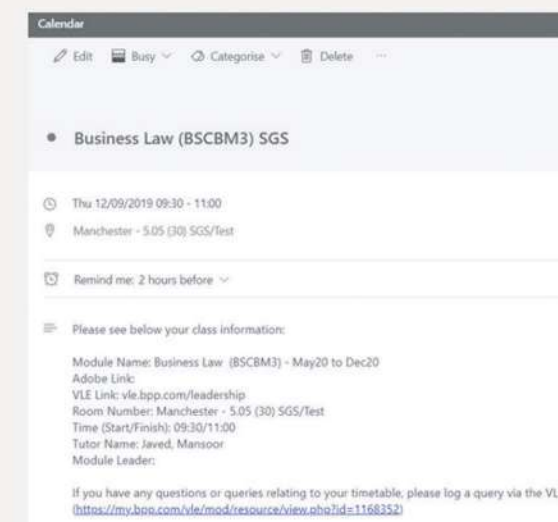 Calendar
Edit Busy Categorise Delete ...
Business Law (BSCBM3) SGS
Thu 12/09/2019 09:30 - 11:00
Manchester - 5.05 (30) SGS/Test
Remind me: 2 hours before
Please see below your class information:
Module Name: Business Law (BSCBM3) - May20 to Dec20
Adobe Link:
VLE Link: vle.bpp.com/leadership
Room Number: Manchester - 5.05 (30) SGS/Test
Time (Start/Finish): 09:30/11:00
Tutor Name: Javed, Mansoor
Module Leader:
If you have any questions or queries relating to your timetable, please log a query via the VL
(https://my.bpp.com/vle/mod/resource/view.php?id=1168352)